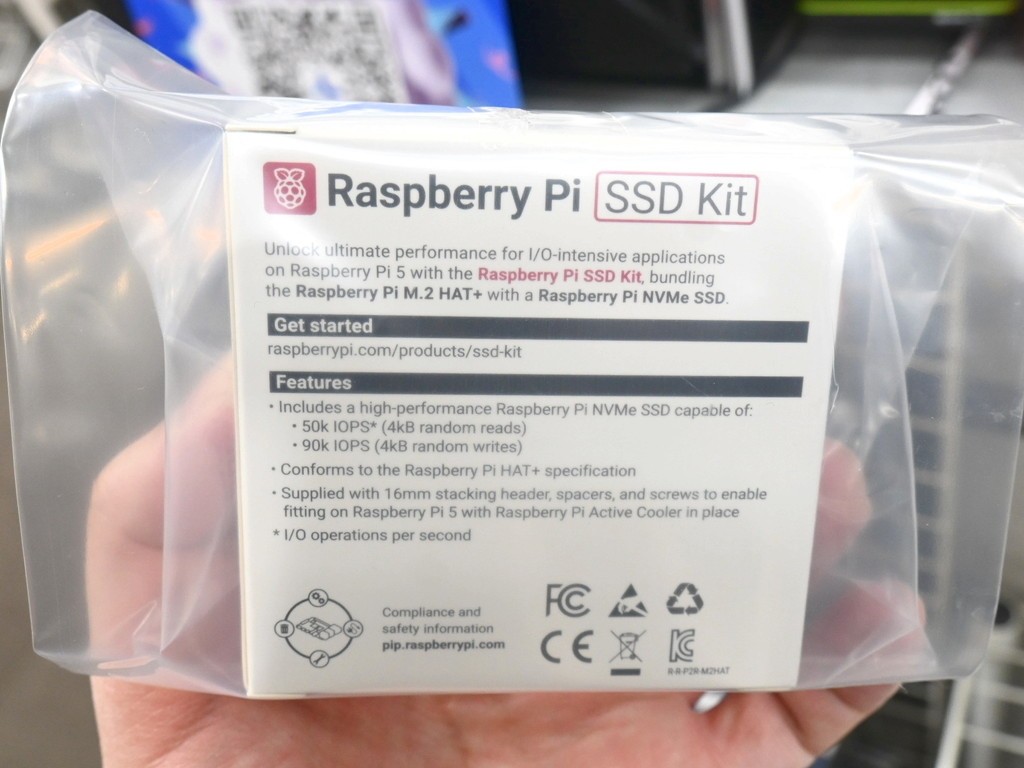 Raspberry Pi SSD Kit
Unlock ultimate performance for I/O-intensive applications
on Raspberry Pi 5 with the Raspberry Pi SSD Kit, bundling
the Raspberry Pi M.2 HAT+ with a Raspberry Pi NVMe SSD.
Get started
raspberrypi.com/products/ssd-kit
Features
• Includes a high-performance Raspberry Pi NVMe SSD capable of:
• 50k IOPS* (4kB random reads)
• 90k IOPS (4kB random writes)
• Conforms to the Raspberry Pi HAT+ specification
• Supplied with 16mm stacking header, spacers, and screws to enable
fitting on Raspberry Pi 5 with Raspberry Pi Active Cooler in place
* I/O operations per second
Compliance and
safety information
pip.raspberrypi.com
FC
CE
R-R-P2R-M2HAT